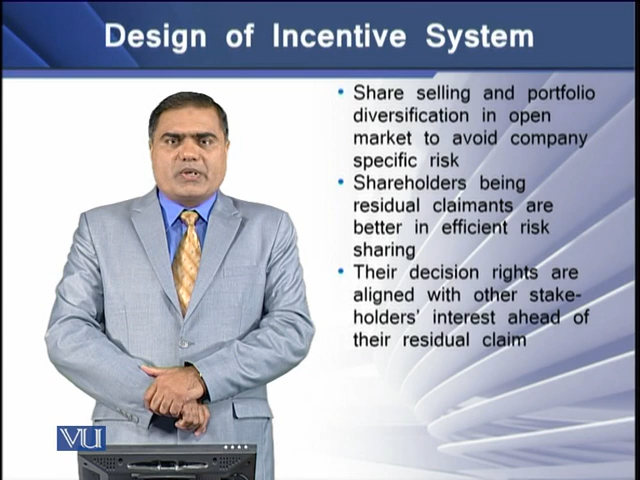 Design of Incentive System
• Share selling and portfolio
diversification in open
market to avoid company
specific risk
• Shareholders being
residual claimants are
better in efficient risk
sharing
• Their decision rights are
aligned with other stake-
holders' interest ahead of
their residual claim
VU